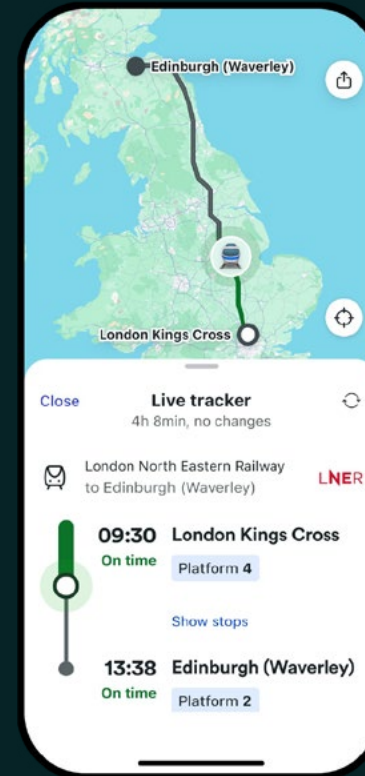 Edinburgh (Waverley)
London Kings Cross
Close
Live tracker
4h 8min, no changes
London North Eastern Railway
to Edinburgh (Waverley)
LNER
09:30 London Kings Cross
On time
Platform 4
Show stops
13:38 Edinburgh (Waverley)
On time
Platform 2